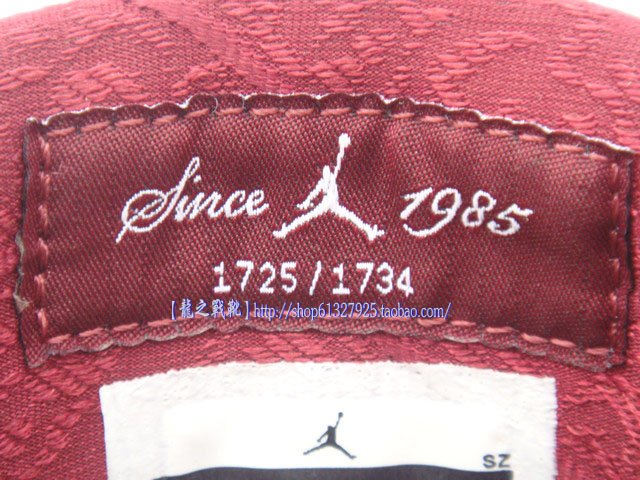 Since 1985
1725/1734
【龍之戰靴】http://shop61327925.taobao.com/
SZ